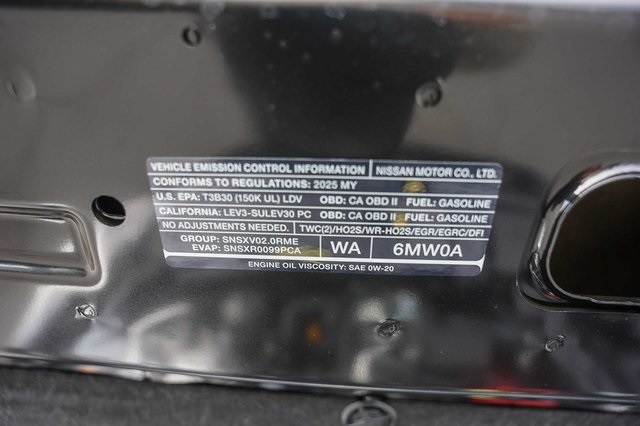 VEHICLE EMISSION CONTROL INFORMATION NISSAN MOTOR CO., LTD.
CONFORMS TO REGULATIONS: 2025 MY
U.S. EPA: T3B30 (150K UL) LDV OBD: CA OBD II FUEL: GASOLINE
CALIFORNIA: LEV3-SULEV30 PC OBD: CA OBD II FUEL: GASOLINE
NO ADJUSTMENTS NEEDED. TWC(2)/HO2S/WR-HO2S/EGR/EGRC/DFI
GROUP: SNSXV02.0RME
EVAP: SNSXR0099PCA
WA 6MW0A
ENGINE OIL VISCOSITY: SAE 0W-20